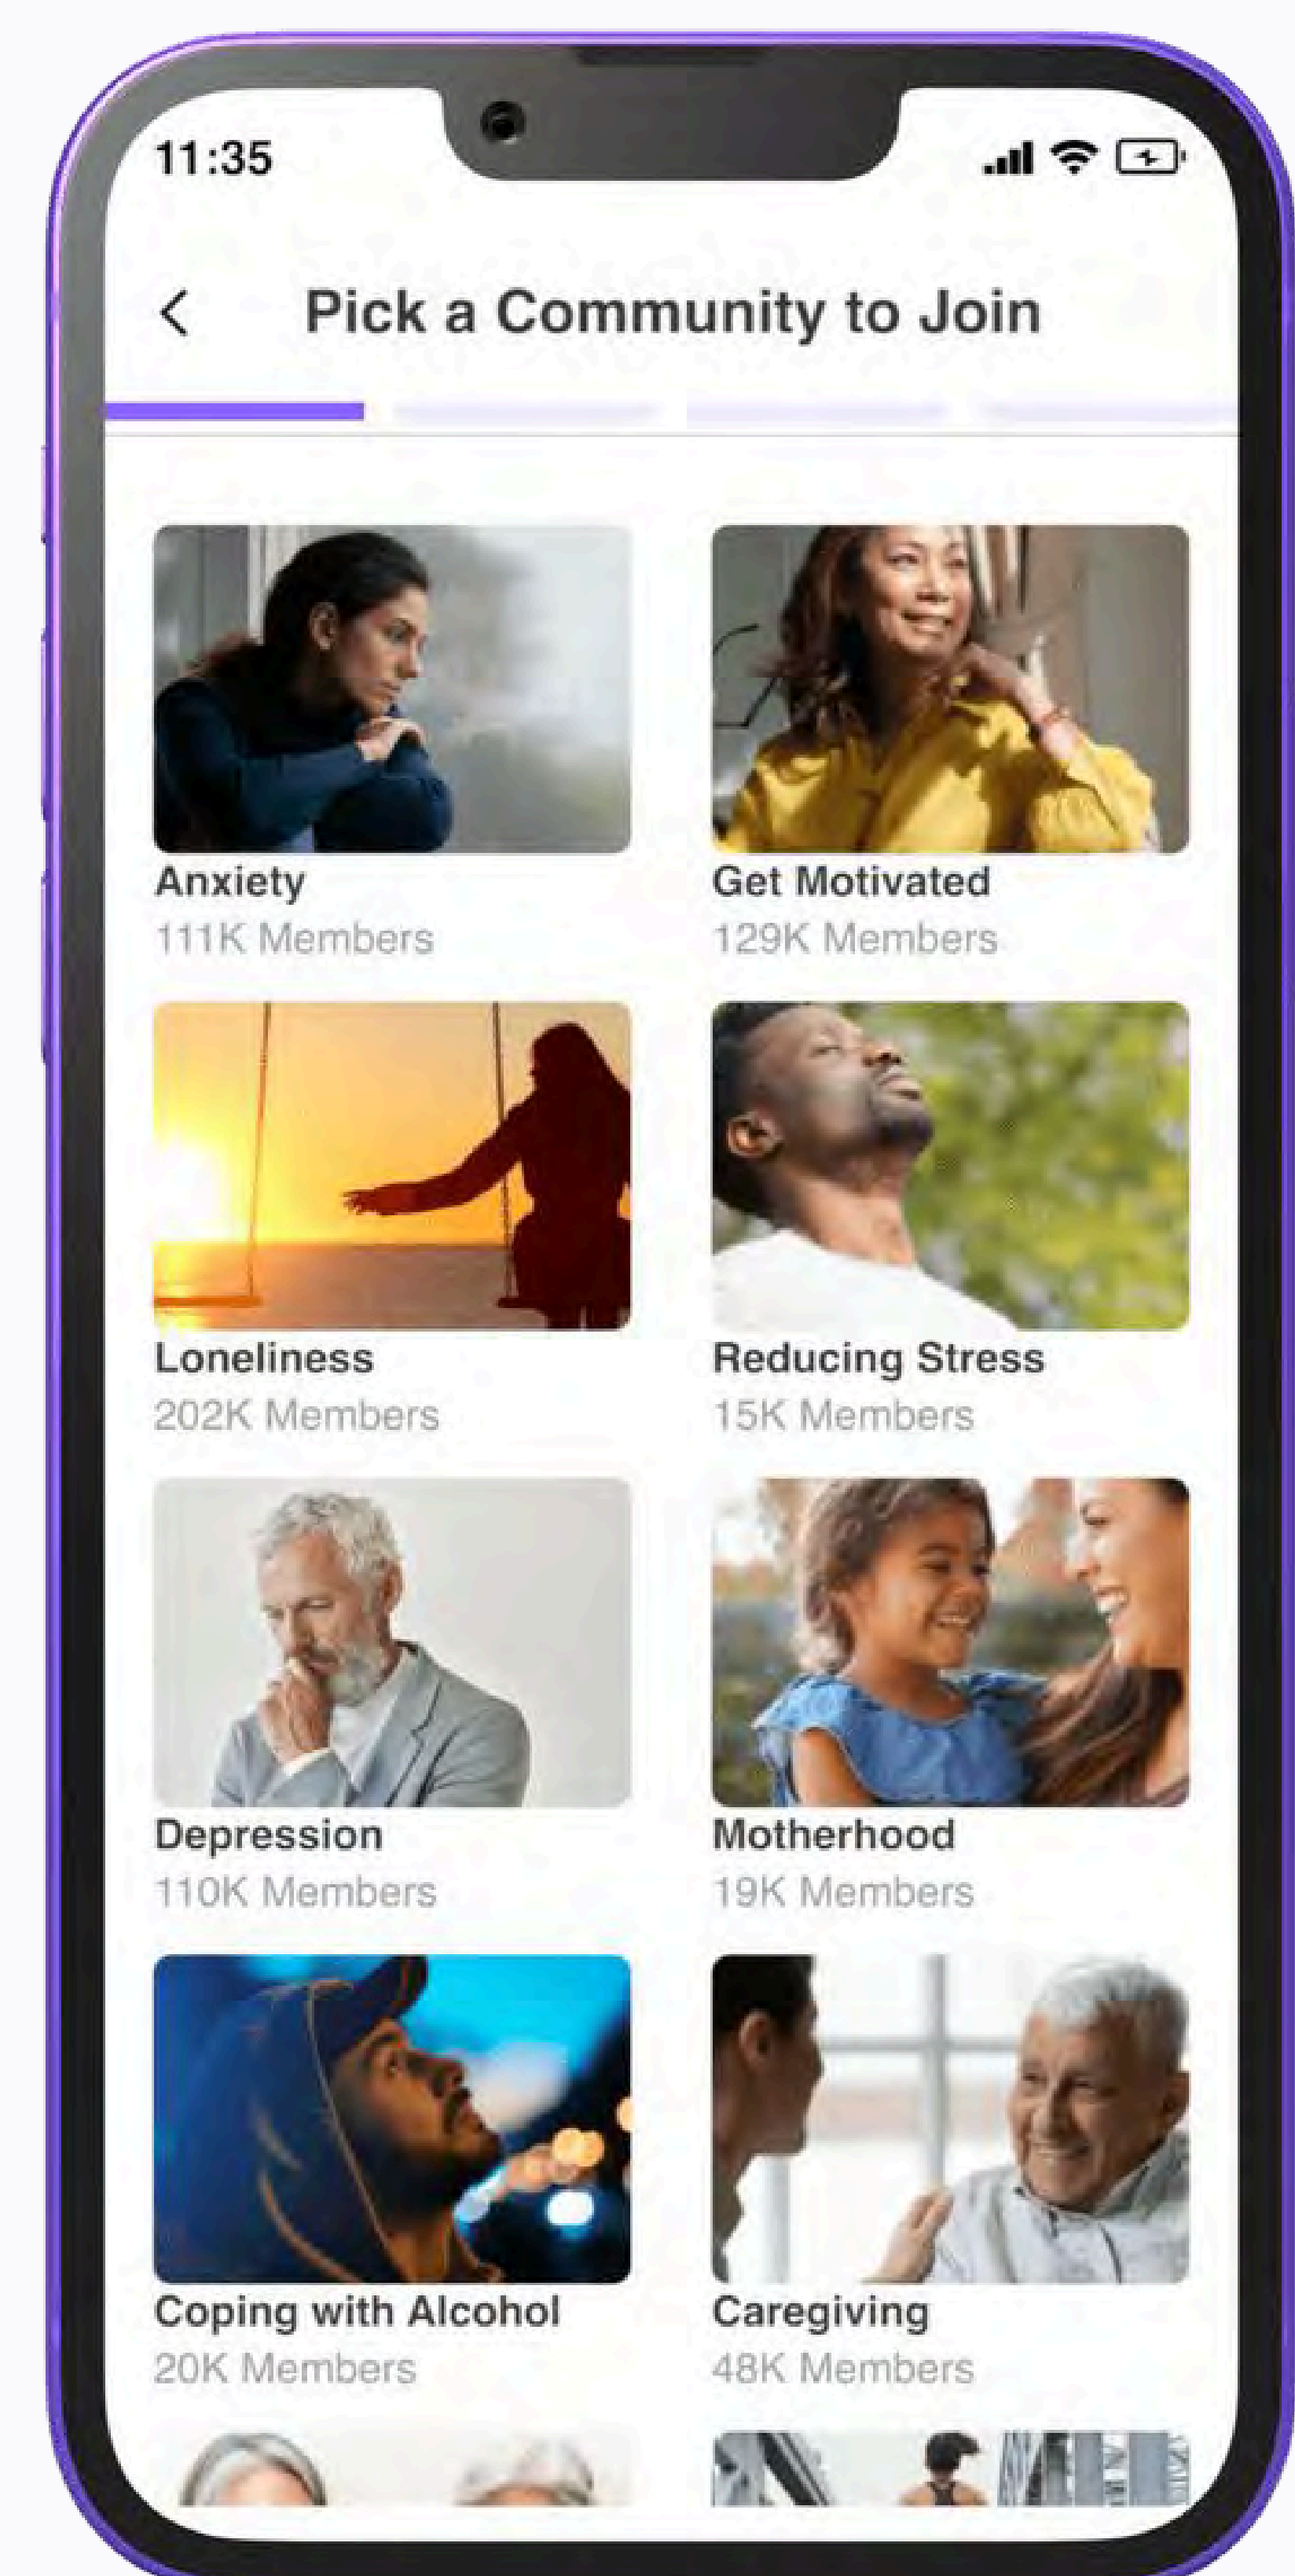 11:35
Pick a Community to Join
Anxiety
111K Members
Get Motivated
129K Members
Loneliness
202K Members
Reducing Stress
15K Members
Depression
110K Members
Motherhood
19K Members
Coping with Alcohol
20K Members
Caregiving
48K Members